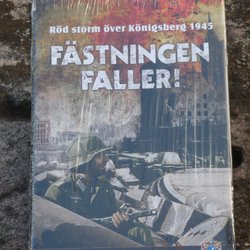 Röd storm över Königsberg 1945
FÄSTNINGEN
FALLER!